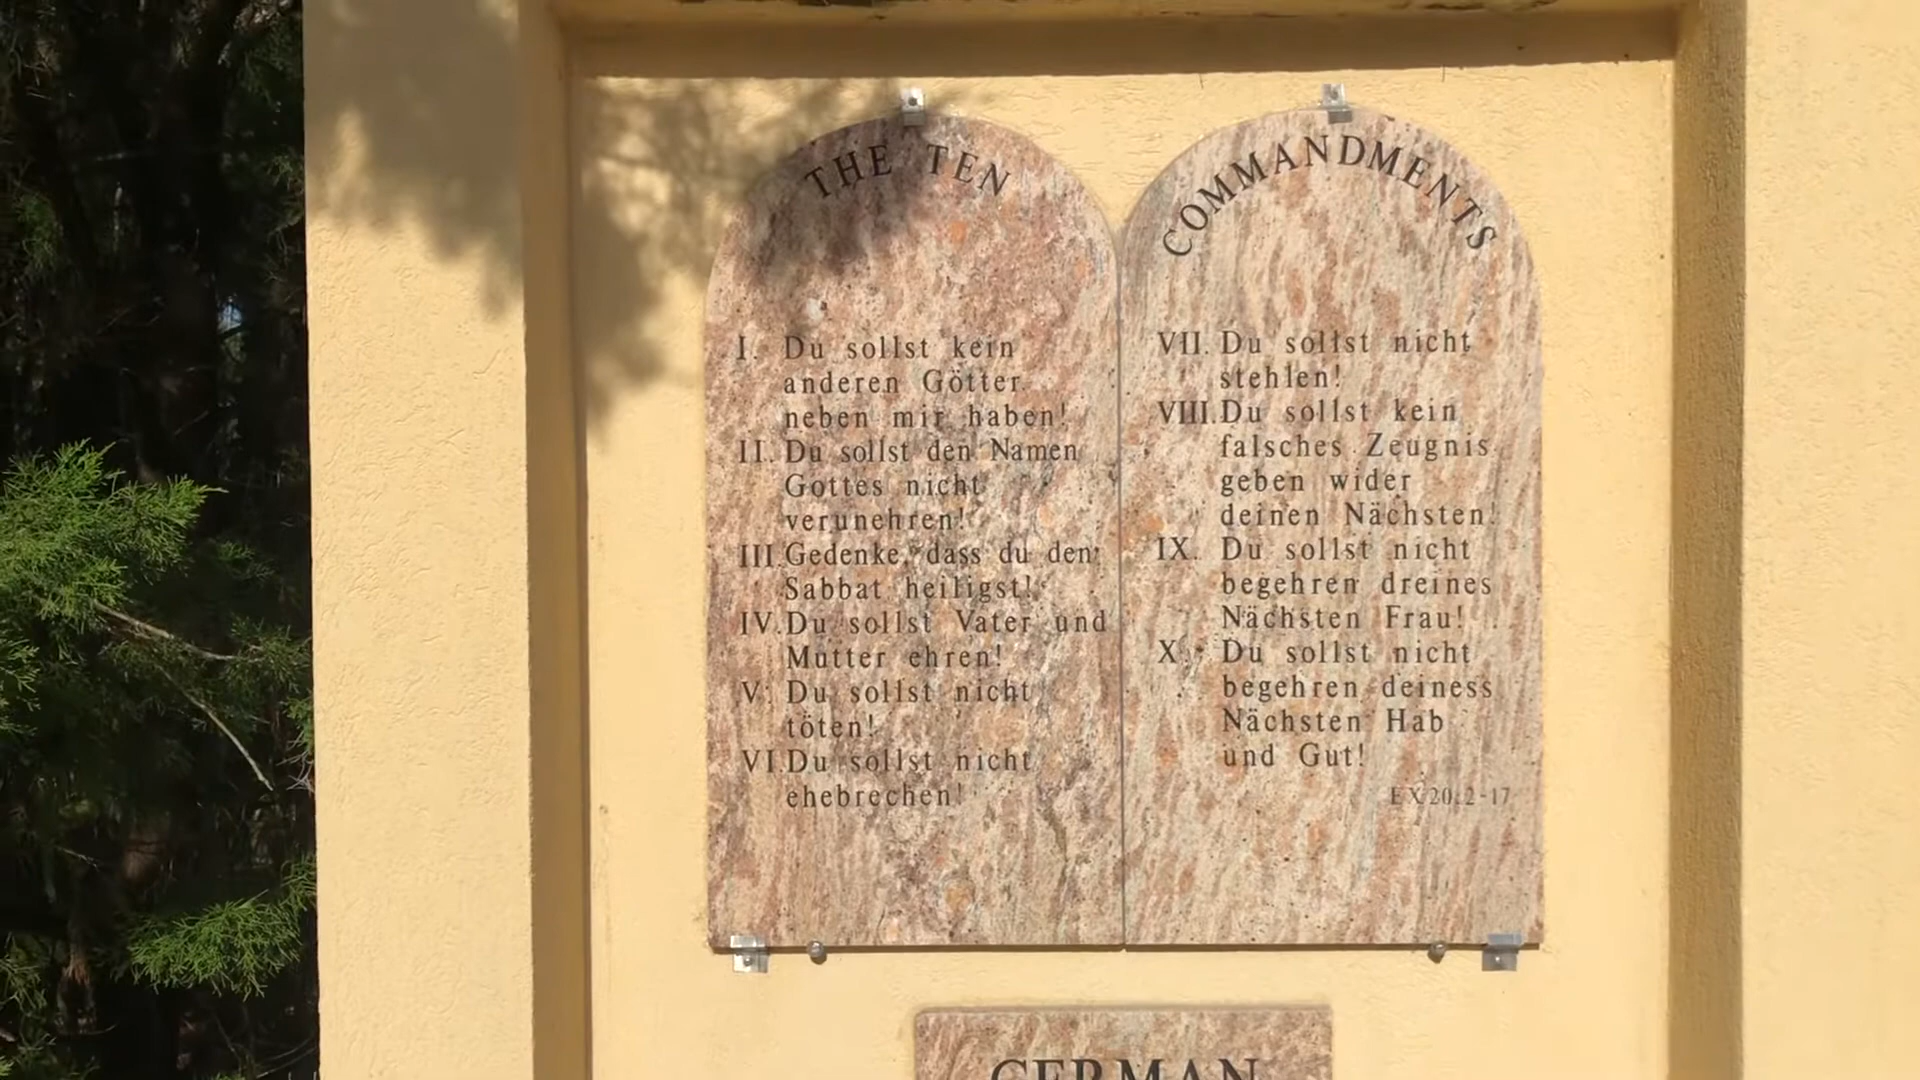 THE TEN
COMMANDMENTS
I. Du sollst kein
anderen Götter
neben mir haben!
II. Du sollst den Namen
Gottes nicht
verunehren!
III. Gedenke, dass du den
Sabbat heiligst!
IV. Du sollst Vater und
Mutter ehren!
V. Du sollst nicht
töten!
VI. Du sollst nicht
ehebrechen!
VII. Du sollst nicht
stehlen!
VIII. Du sollst kein
falsches Zeugnis
geben wider
deinen Nächsten!
IX. Du sollst nicht
begehren dreines
Nächsten Frau!
X. Du sollst nicht
begehren deiness
Nächsten Hab
und Gut!
EX 20:2-17
GERMAN